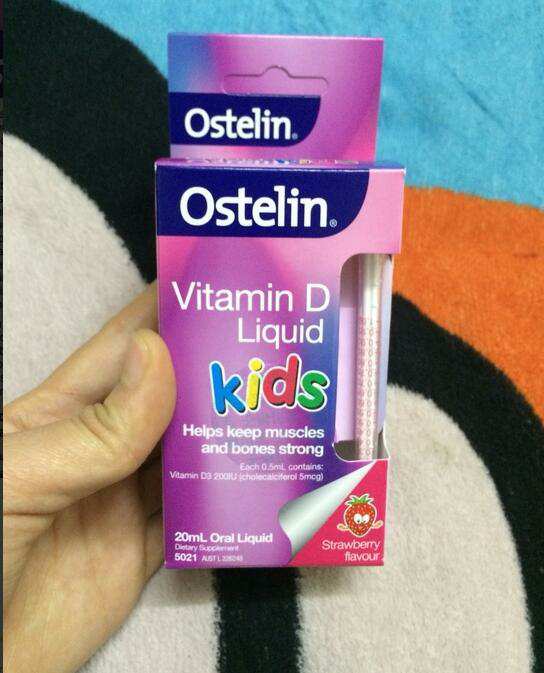 Ostelin®
Ostelin®
Vitamin D
Liquid
kids
Helps keep muscles
and bones strong
Each 0.5mL contains:
Vitamin D3 200IU (cholecalciferol 5mcg)
20mL Oral Liquid
Dietary Supplement
5021 AUST L
Strawberry
flavour